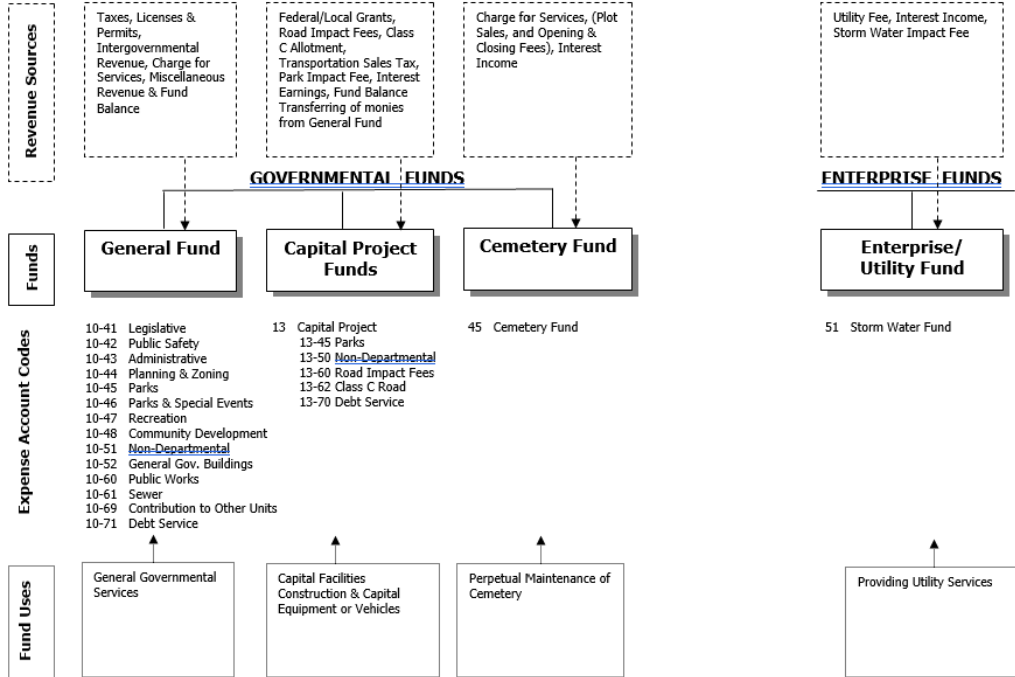 Revenue Sources
Taxes, Licenses &
Permits,
Intergovernmental
Revenue, Charge for
Services, Miscellaneous
Revenue & Fund
Balance
Federal/Local Grants,
Road Impact Fees, Class
C Allotment,
Transportation Sales Tax,
Park Impact Fee, Interest
Earnings, Fund Balance
Transferring of monies
from General Fund
Charge for Services, (Plot
Sales, and Opening &
Closing Fees), Interest
Income
Utility Fee, Interest Income,
Storm Water Impact Fee
GOVERNMENTAL FUNDS
ENTERPRISE FUNDS
Funds
General Fund
Capital Project
Funds
Cemetery Fund
Enterprise/
Utility Fund
Expense Account Codes
10-41 Legislative
10-42 Public Safety
10-43 Administrative
10-44 Planning & Zoning
10-45 Parks
10-46 Parks & Special Events
10-47 Recreation
10-48 Community Development
10-51 Non-Departmental
10-52 General Gov. Buildings
10-60 Public Works
10-61 Sewer
10-69 Contribution to Other Units
10-71 Debt Service
13 Capital Project
13-45 Parks
13-50 Non-Departmental
13-60 Road Impact Fees
13-62 Class C Road
13-70 Debt Service
45 Cemetery Fund
51 Storm Water Fund
Fund Uses
General Governmental
Services
Capital Facilities
Construction & Capital
Equipment or Vehicles
Perpetual Maintenance of
Cemetery
Providing Utility Services